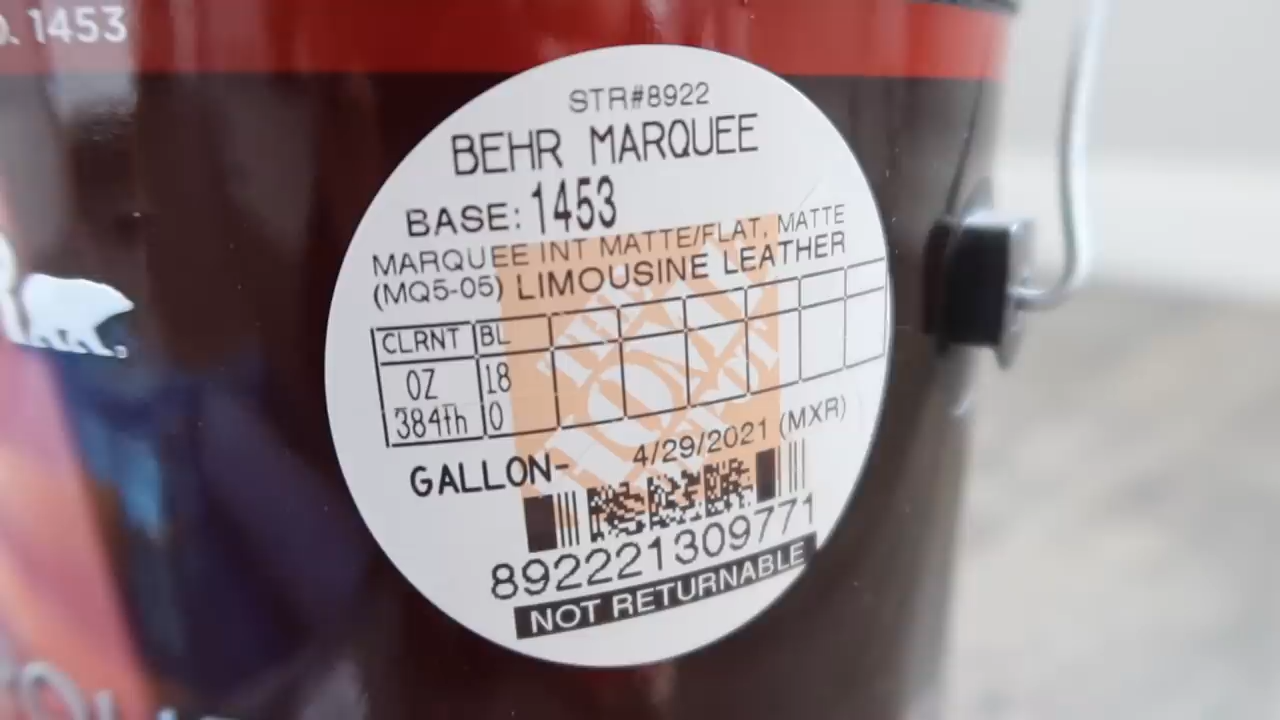 . 1453
STR#8922
BEHR MARQUEE
BASE: 1453
MARQUEE INT MATTE/FLAT, MATTE
(MQ5-05) LIMOUSINE LEATHER
CLRNT BL
OZ 18
384th 0
GALLON- 4/29/2021 (MXR)
892221309771
NOT RETURNABLE